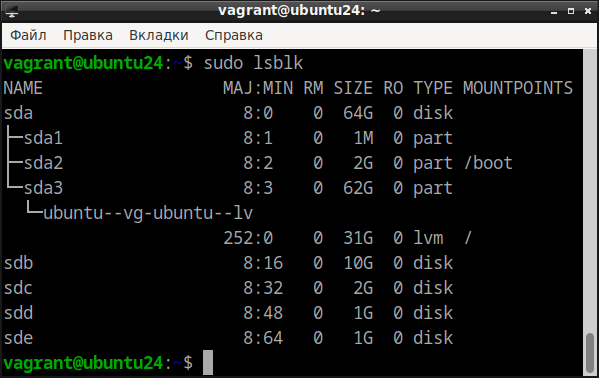 vagrant@ubuntu24: ~
Файл Правка Вкладки Справка
vagrant@ubuntu24:~$ sudo lsblk
NAME MAJ:MIN RM SIZE RO TYPE MOUNTPOINTS
sda 8:0 0 64G 0 disk
├─sda1 8:1 0 1M 0 part
├─sda2 8:2 0 2G 0 part /boot
└─sda3 8:3 0 62G 0 part
└─ubuntu--vg-ubuntu--lv
252:0 0 31G 0 lvm /
sdb 8:16 0 10G 0 disk
sdc 8:32 0 2G 0 disk
sdd 8:48 0 1G 0 disk
sde 8:64 0 1G 0 disk
vagrant@ubuntu24:~$